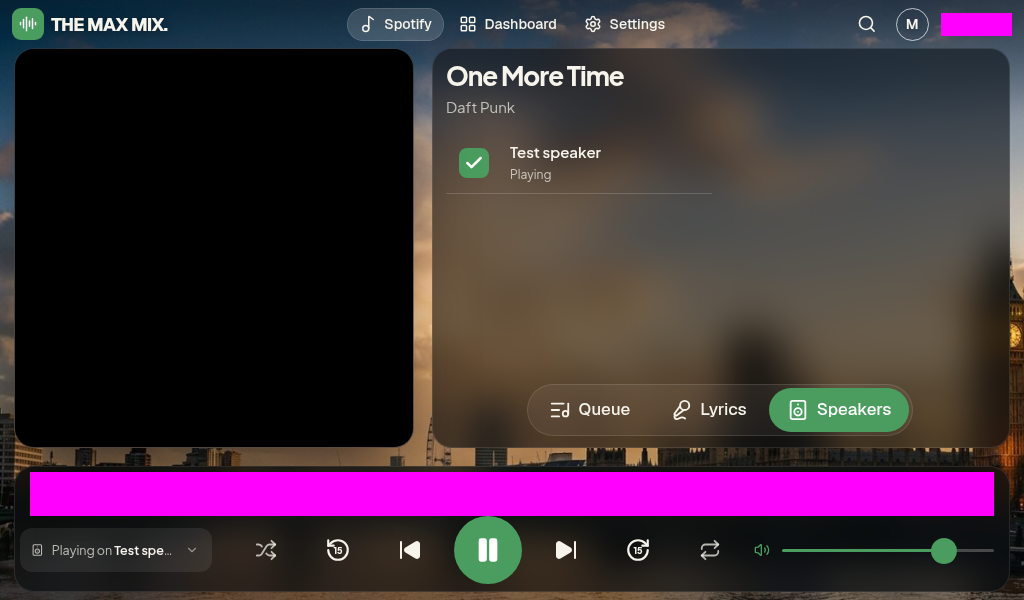 THE MAX MIX.
Spotify
Dashboard
Settings
M
One More Time
Daft Punk
Test speaker
Playing
Queue
Lyrics
Speakers
Playing on Test spe...
15
15